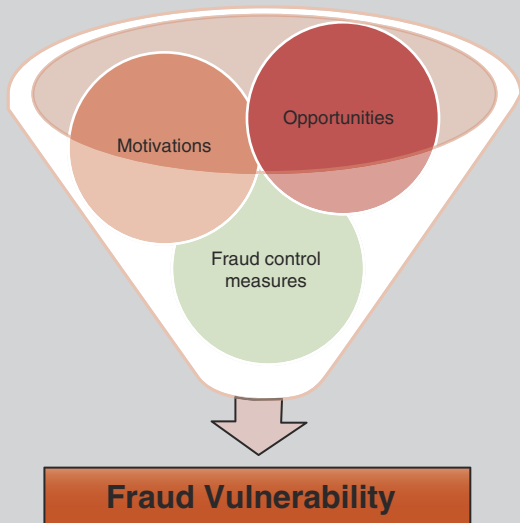 Motivations
Opportunities
Fraud control
measures
Fraud Vulnerability